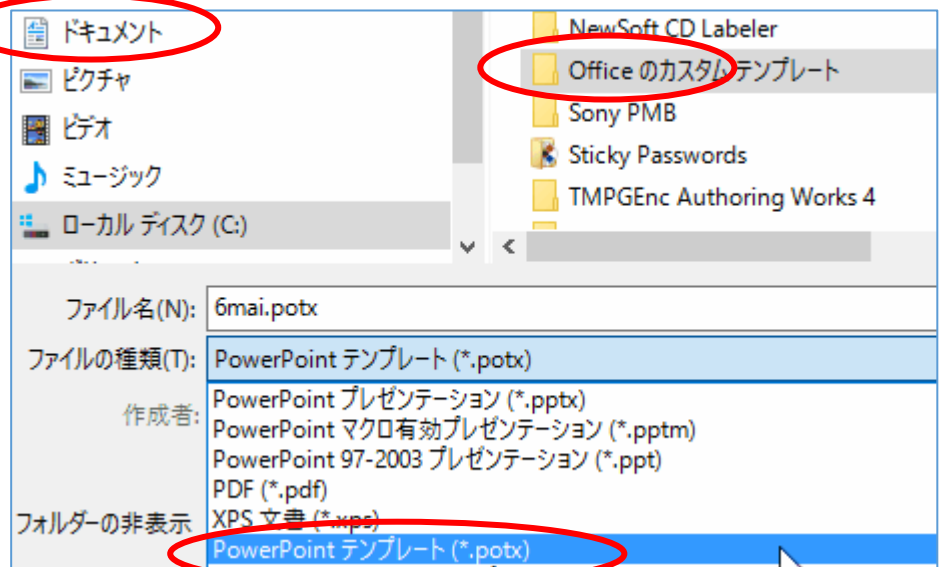 ドキュメント
ピクチャ
ビデオ
ミュージック
ローカル ディスク (C:)
NewSoft CD Labeler
Office のカスタム テンプレート
Sony PMB
Sticky Passwords
TMPGEnc Authoring Works 4
ファイル名(N): 6mai.potx
ファイルの種類(T): PowerPoint テンプレート (*.potx)
作成者:
PowerPoint プレゼンテーション (*.pptx)
PowerPoint マクロ有効プレゼンテーション (*.pptm)
PowerPoint 97-2003 プレゼンテーション (*.ppt)
PDF (*.pdf)
XPS 文書 (*.xps)
フォルダーの非表示
PowerPoint テンプレート (*.potx)